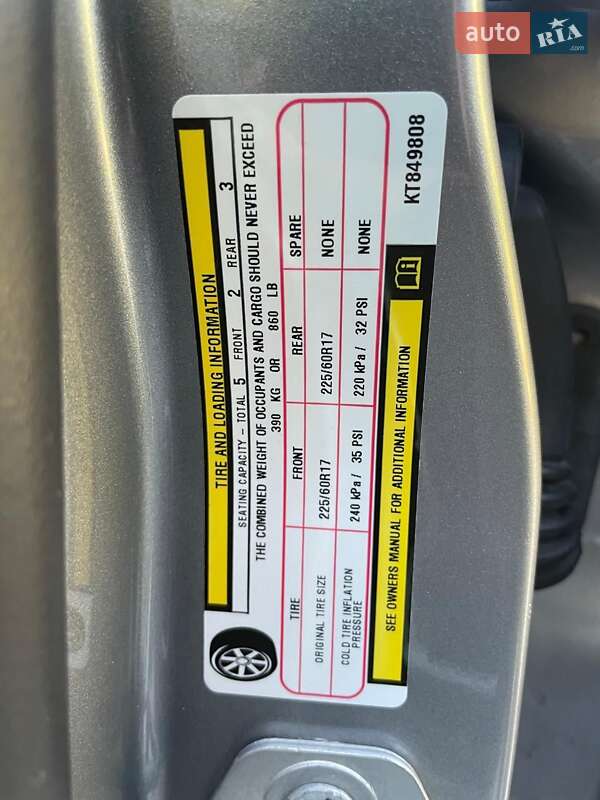 auto RIA.com
TIRE AND LOADING INFORMATION
SEATING CAPACITY - TOTAL 5 FRONT 2 REAR 3
THE COMBINED WEIGHT OF OCCUPANTS AND CARGO SHOULD NEVER EXCEED
390 KG OR 860 LB
TIRE FRONT REAR SPARE
ORIGINAL TIRE SIZE 225/60R17 225/60R17 NONE
COLD TIRE INFLATION
PRESSURE 240 kPa/ 35 PSI 220 kPa/ 32 PSI NONE
SEE OWNERS MANUAL FOR ADDITIONAL INFORMATION
KT849808